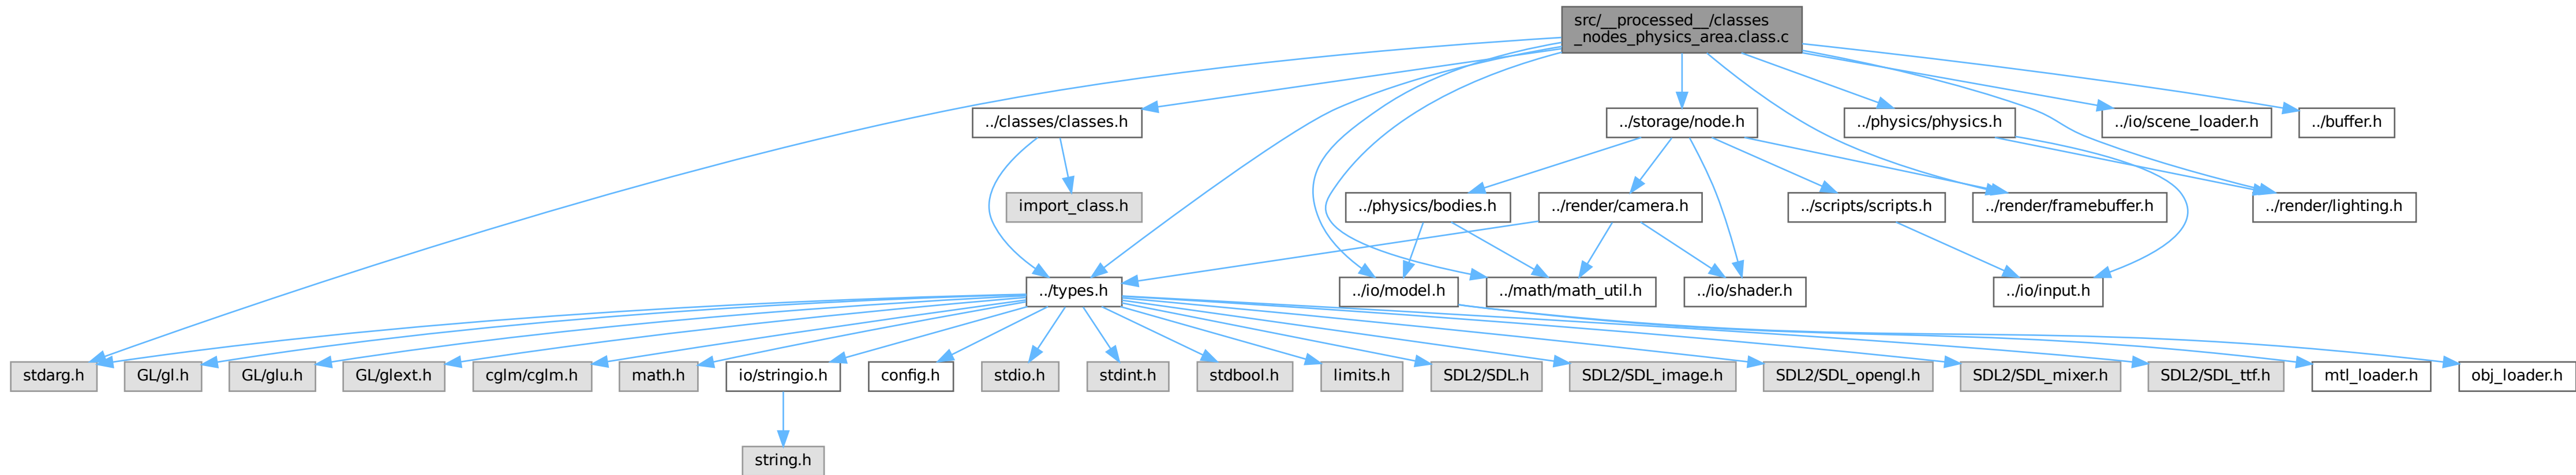 src/__processed__/classes
_nodes_physics_area.class.c
../classes/classes.h
../storage/node.h
../physics/physics.h
../io/scene_loader.h
../buffer.h
import_class.h
../physics/bodies.h
../render/camera.h
../scripts/scripts.h
../render/framebuffer.h
../render/lighting.h
../types.h
../io/model.h
../math/math_util.h
../io/shader.h
../io/input.h
stdarg.h
GL/gl.h
GL/glu.h
GL/glext.h
cglm/cglm.h
math.h
io/stringio.h
config.h
stdio.h
stdint.h
stdbool.h
limits.h
SDL2/SDL.h
SDL2/SDL_image.h
SDL2/SDL_opengl.h
SDL2/SDL_mixer.h
SDL2/SDL_ttf.h
mtl_loader.h
obj_loader.h
string.h